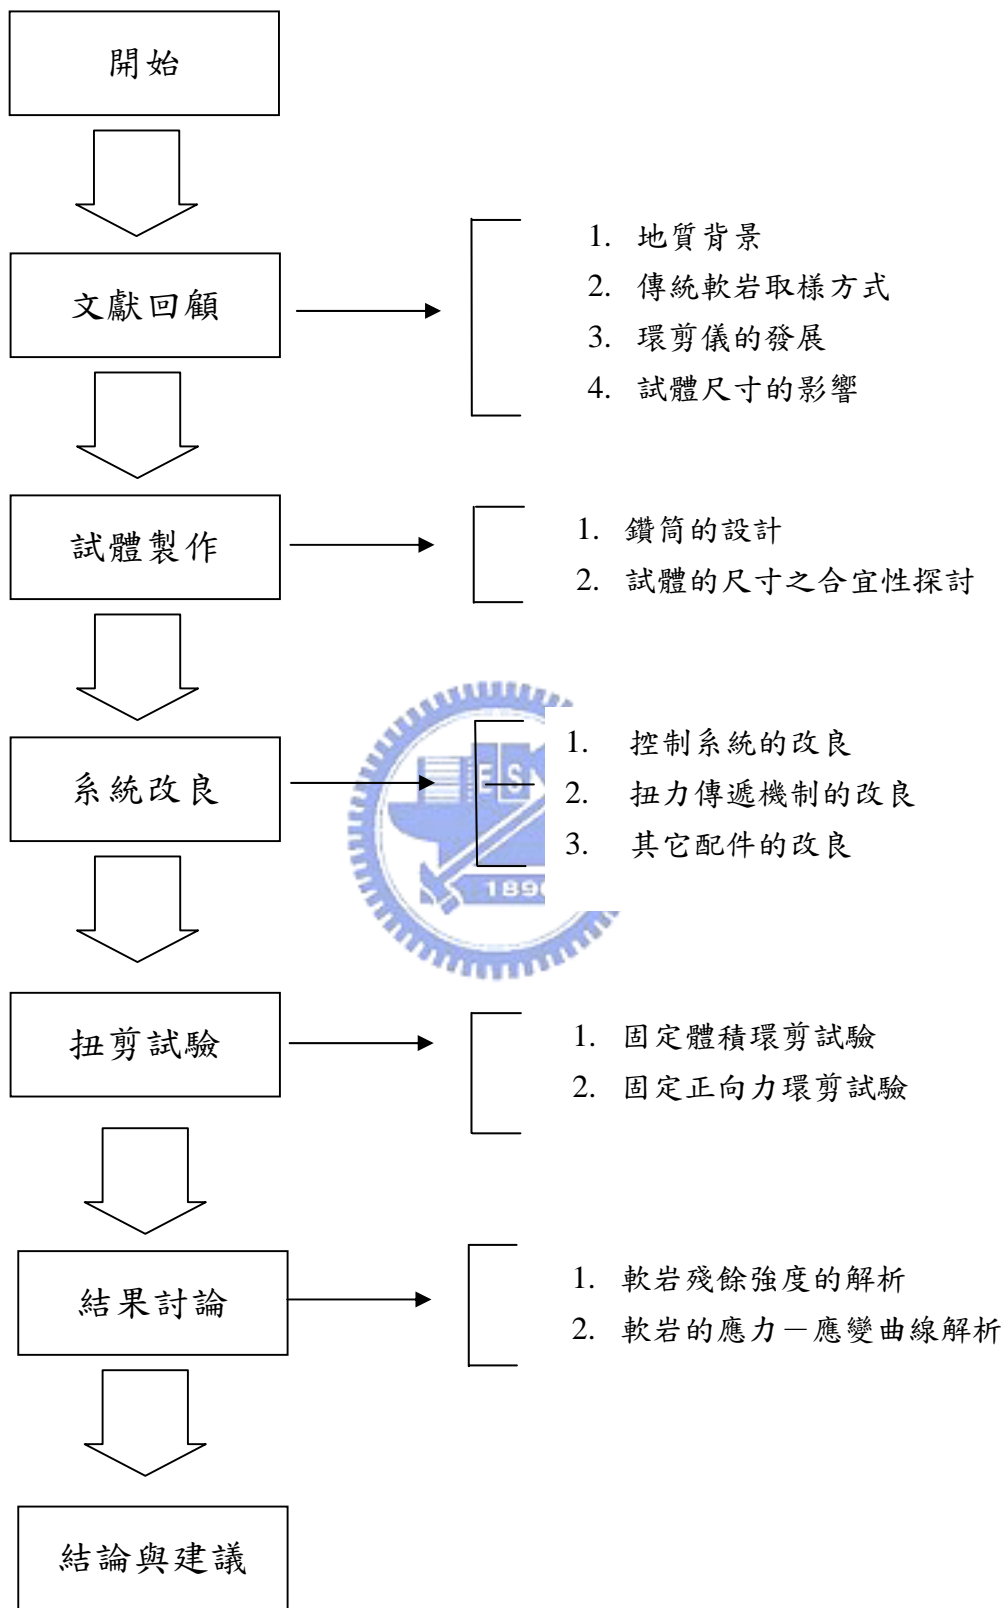 開始
文獻回顧
1. 地質背景
2. 傳統軟岩取樣方式
3. 環剪儀的發展
4. 試體尺寸的影響
試體製作
1. 鑽筒的設計
2. 試體的尺寸之合宜性探討
系統改良
1. 控制系統的改良
2. 扭力傳遞機制的改良
3. 其它配件的改良
ES
189
扭剪試驗
1. 固定體積環剪試驗
2. 固定正向力環剪試驗
結果討論
1. 軟岩殘餘強度的解析
2. 軟岩的應力－應變曲線解析
結論與建議